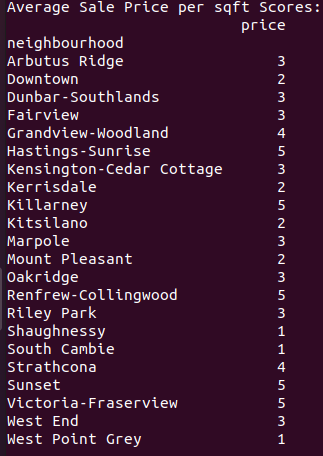 Average Sale Price per sqft Scores:
price
neighbourhood
Arbutus Ridge 3
Downtown 2
Dunbar-Southlands 3
Fairview 3
Grandview-Woodland 4
Hastings-Sunrise 5
Kensington-Cedar Cottage 3
Kerrisdale 2
Killarney 5
Kitsilano 2
Marpole 3
Mount Pleasant 2
Oakridge 3
Renfrew-Collingwood 5
Riley Park 3
Shaughnessy 1
South Cambie 1
Strathcona 4
Sunset 5
Victoria-Fraserview 5
West End 3
West Point Grey 1